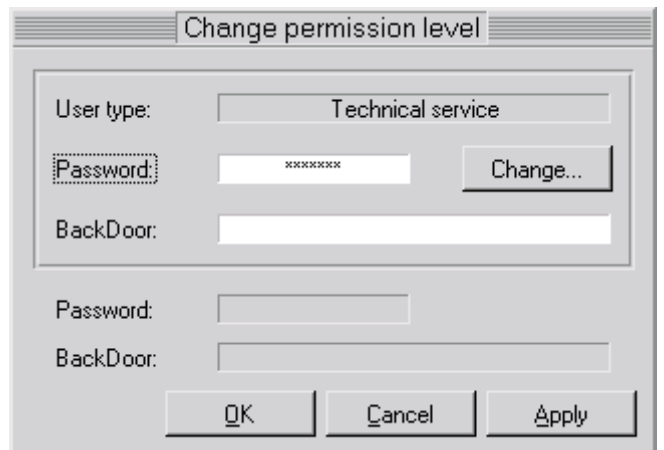 Change permission level
User type: Technical service
Password: ******* Change...
BackDoor:
Password:
BackDoor:
OK Cancel Apply